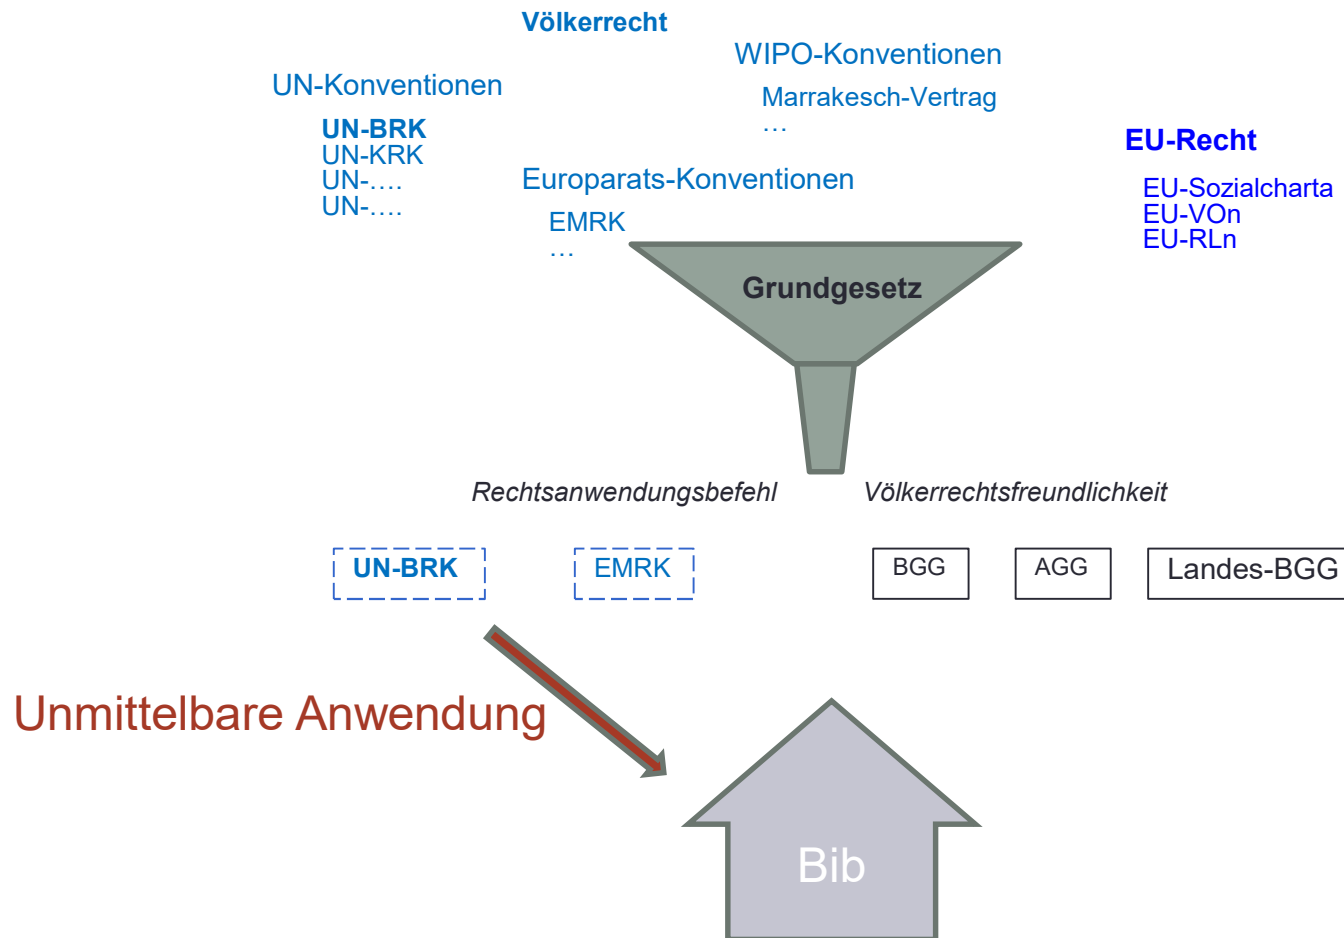 Völkerrecht
WIPO-Konventionen
UN-Konventionen
Marrakesch-Vertrag
…
UN-BRK
UN-KRK
UN-….
UN-….
EU-Recht
Europarats-Konventionen
EU-Sozialcharta
EU-VOn
EU-RLn
EMRK
…
Grundgesetz
Rechtsanwendungsbefehl
Völkerrechtsfreundlichkeit
UN-BRK
EMRK
BGG
AGG
Landes-BGG
Unmittelbare Anwendung
Bib